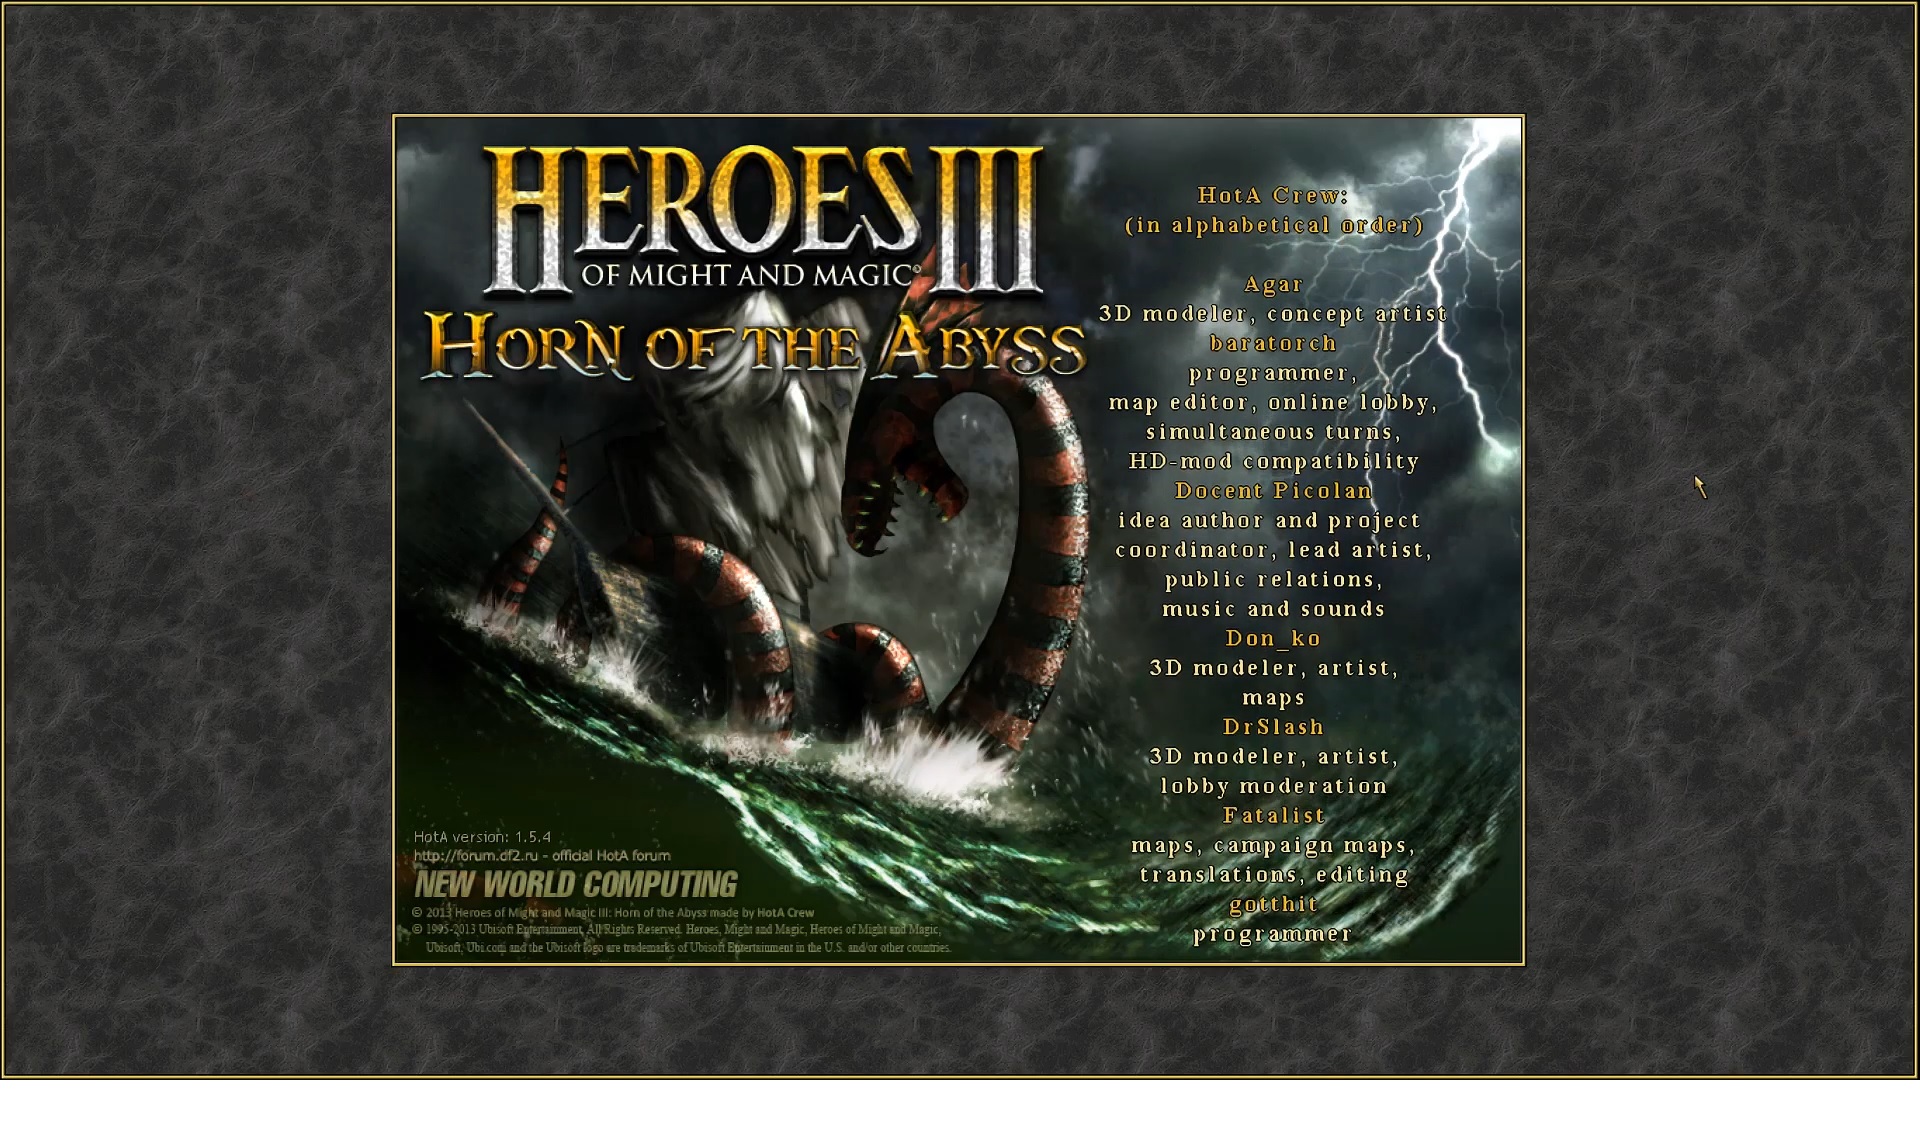 HEROES III
OF MIGHT AND MAGIC®
HORN OF THE ABYSS
HotA Crew:
(in alphabetical order)
Agar
3D modeler, concept artist
baratorch
programmer,
map editor, online lobby,
simultaneous turns,
HD-mod compatibility
Docent Picolan
idea author and project
coordinator, lead artist,
public relations,
music and sounds
Don_ko
3D modeler, artist,
maps
DrSlash
3D modeler, artist,
lobby moderation
Fatalist
maps, campaign maps,
translations, editing
gotthit
programmer
HotA version: 1.5.4
http://forum.df2.ru - official HotA forum
NEW WORLD COMPUTING
© 2013 Heroes of Might and Magic III: Horn of the Abyss made by HotA Crew
© 1995-2013 Ubisoft Entertainment, All Rights Reserved. Heroes, Might and Magic, Heroes of Might and Magic,
Ubisoft, Ubi.com and the Ubisoft logo are trademarks of Ubisoft Entertainment in the U.S. and/or other countries.